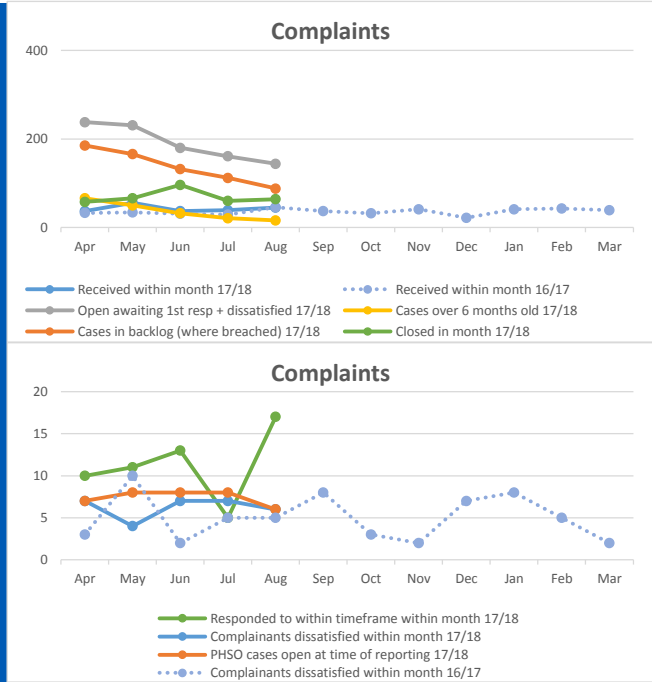 Complaints
400
200
0
Apr May Jun Jul Aug Sep Oct Nov Dec Jan Feb Mar
Received within month 17/18 Received within month 16/17
Open awaiting 1st resp + dissatisfied 17/18 Cases over 6 months old 17/18
Cases in backlog (where breached) 17/18 Closed in month 17/18
Complaints
20
15
10
5
0
Apr May Jun Jul Aug Sep Oct Nov Dec Jan Feb Mar
Responded to within timeframe within month 17/18
Complainants dissatisfied within month 17/18
PHSO cases open at time of reporting 17/18
Complainants dissatisfied within month 16/17